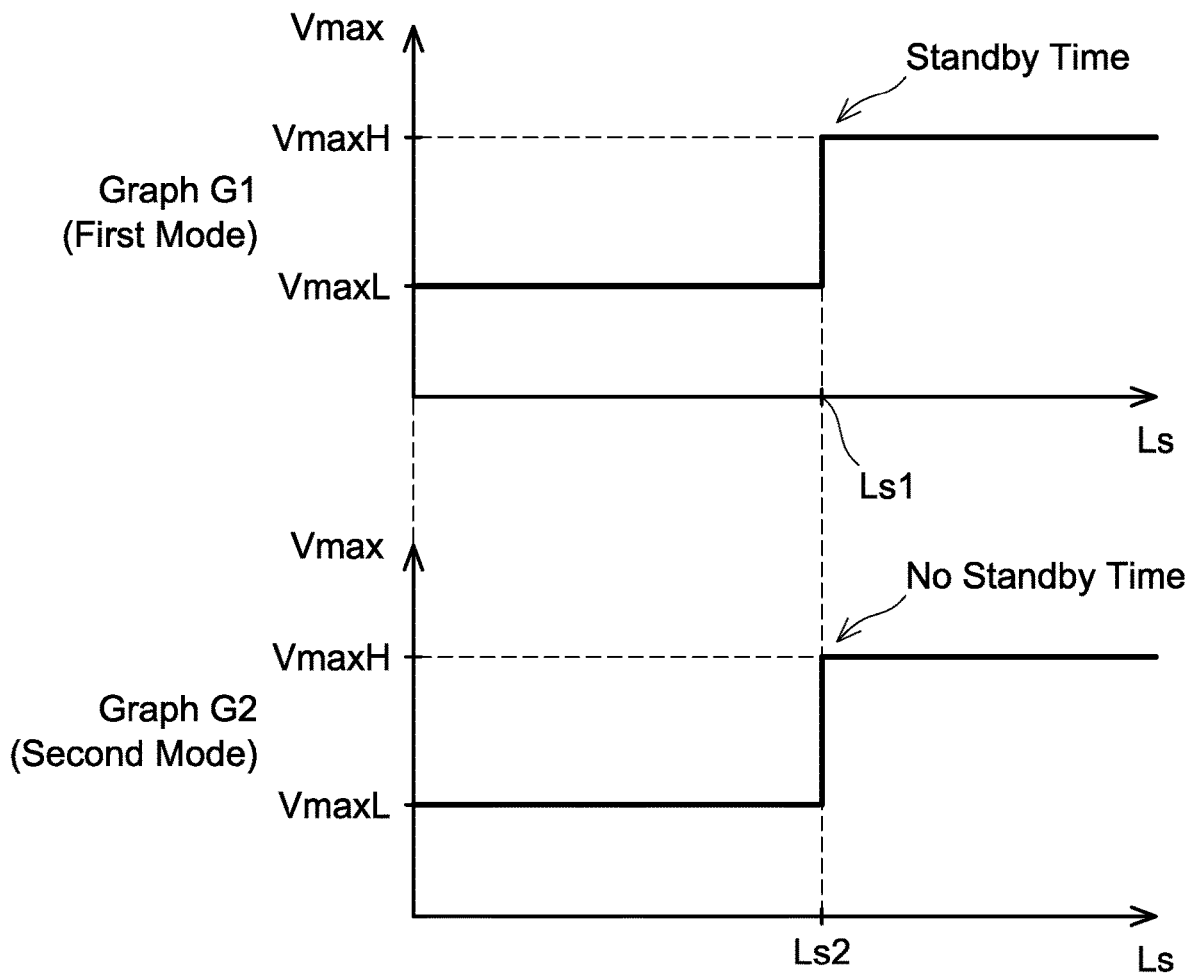 Vmax
Standby Time
VmaxH
Graph G1
(First Mode)
VmaxL
Ls
Ls1
Vmax
No Standby Time
VmaxH
Graph G2
(Second Mode)
VmaxL
Ls2
Ls